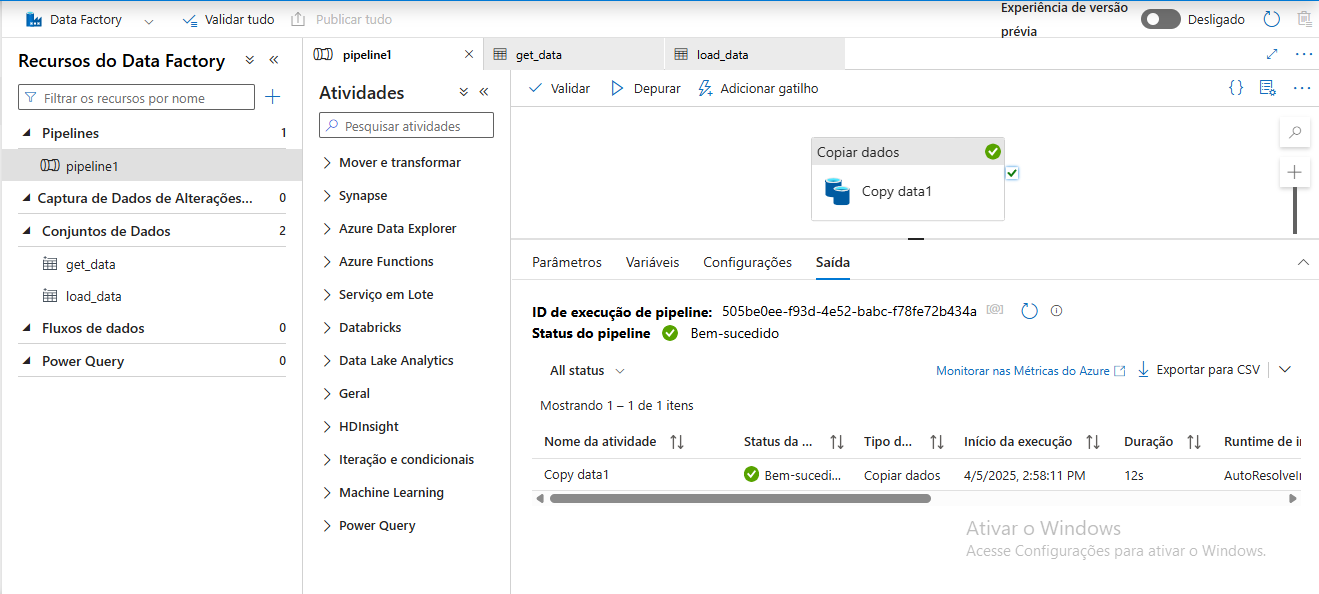 Data Factory
Validar tudo
Publicar tudo
Experiência de versão
prévia
Desligado
Recursos do Data Factory
Filtrar os recursos por nome
Pipelines 1
pipeline1
Captura de Dados de Alterações... 0
Conjuntos de Dados 2
get_data
load_data
Fluxos de dados 0
Power Query 0
pipeline1
get_data
load_data
Atividades
Pesquisar atividades
Mover e transformar
Synapse
Azure Data Explorer
Azure Functions
Serviço em Lote
Databricks
Data Lake Analytics
Geral
HDInsight
Iteração e condicionais
Machine Learning
Power Query
Validar
Depurar
Adicionar gatilho
Copiar dados
Copy data1
Parâmetros
Variáveis
Configurações
Saída
ID de execução de pipeline: 505be0ee-f93d-4e52-babc-f78fe72b434a
Status do pipeline Bem-sucedido
All status
Monitorar nas Métricas do Azure
Exportar para CSV
Mostrando 1 – 1 de 1 itens
Nome da atividade Status da ... Tipo d... Início da execução Duração Runtime de i
Copy data1 Bem-sucedi... Copiar dados 4/5/2025, 2:58:11 PM 12s AutoResolveI
Ativar o Windows
Acesse Configurações para ativar o Windows.